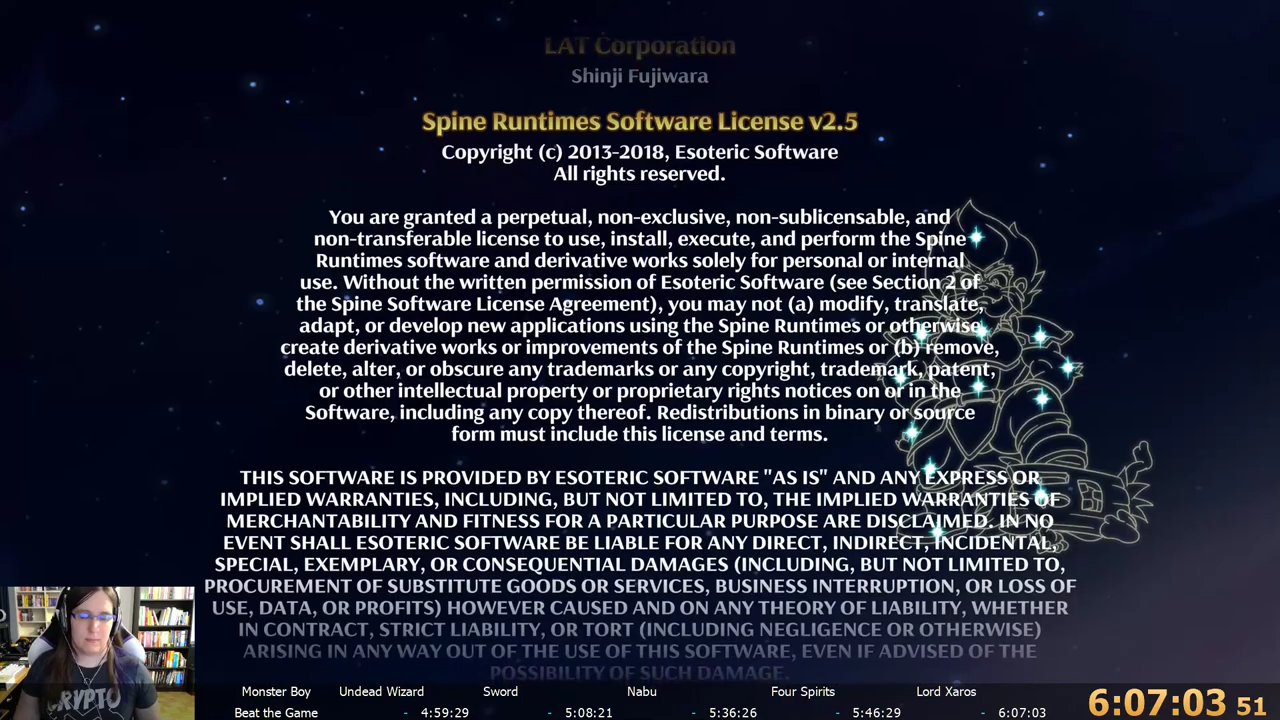 LAT Corporation
Shinji Fujiwara
Spine Runtimes Software License v2.5
Copyright (c) 2013-2018, Esoteric Software
All rights reserved.
You are granted a perpetual, non-exclusive, non-sublicensable, and
non-transferable license to use, install, execute, and perform the Spine
Runtimes software and derivative works solely for personal or internal
use. Without the written permission of Esoteric Software (see Section 2 of
the Spine Software License Agreement), you may not (a) modify, translate,
adapt, or develop new applications using the Spine Runtimes or otherwise
create derivative works or improvements of the Spine Runtimes or (b) remove,
delete, alter, or obscure any trademarks or any copyright, trademark, patent,
or other intellectual property or proprietary rights notices on or in the
Software, including any copy thereof. Redistributions in binary or source
form must include this license and terms.
THIS SOFTWARE IS PROVIDED BY ESOTERIC SOFTWARE "AS IS" AND ANY EXPRESS OR
IMPLIED WARRANTIES, INCLUDING, BUT NOT LIMITED TO, THE IMPLIED WARRANTIES OF
MERCHANTABILITY AND FITNESS FOR A PARTICULAR PURPOSE ARE DISCLAIMED. IN NO
EVENT SHALL ESOTERIC SOFTWARE BE LIABLE FOR ANY DIRECT, INDIRECT, INCIDENTAL,
SPECIAL, EXEMPLARY, OR CONSEQUENTIAL DAMAGES (INCLUDING, BUT NOT LIMITED TO,
PROCUREMENT OF SUBSTITUTE GOODS OR SERVICES, BUSINESS INTERRUPTION, OR LOSS OF
USE, DATA, OR PROFITS) HOWEVER CAUSED AND ON ANY THEORY OF LIABILITY, WHETHER
IN CONTRACT, STRICT LIABILITY, OR TORT (INCLUDING NEGLIGENCE OR OTHERWISE)
ARISING IN ANY WAY OUT OF THE USE OF THIS SOFTWARE, EVEN IF ADVISED OF THE
POSSIBILITY OF SUCH DAMAGE.
CRYPTO
Monster Boy Undead Wizard Sword Nabu Four Spirits Lord Xaros
Beat the Game - 4:59:29 - 5:08:21 - 5:36:26 - 5:46:29 - 6:07:03
6:07:03 51